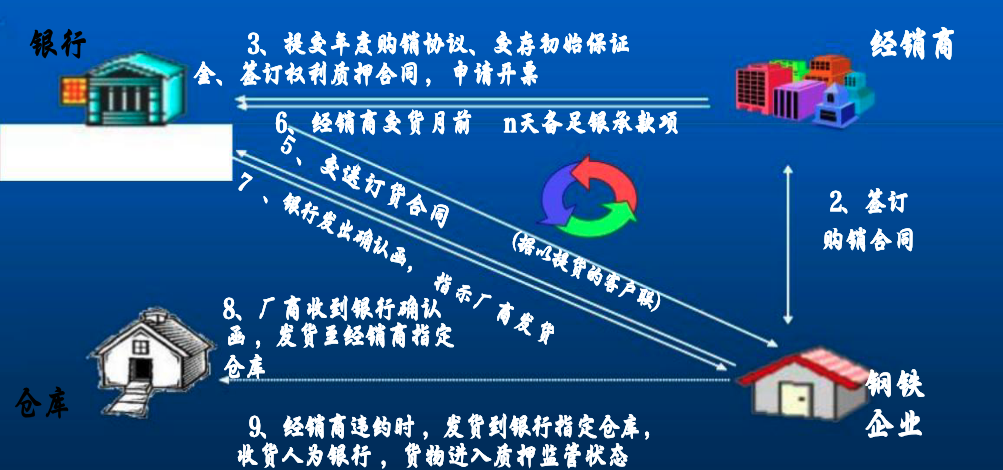 银行
3、提交年度购销协议、交存初始保证
金、签订权利质押合同，申请开票
经销商
6、经销商交货月前 n天备足银承款项
5、交送订货合同
(据以提货的客户联)
7、银行发出确认函，指示厂商发货
2、签订
购销合同
8、厂商收到银行确认
函，发货至经销商指定
仓库
仓库
钢铁
企业
9、经销商违约时，发货到银行指定仓库，
收货人为银行，货物进入质押监管状态